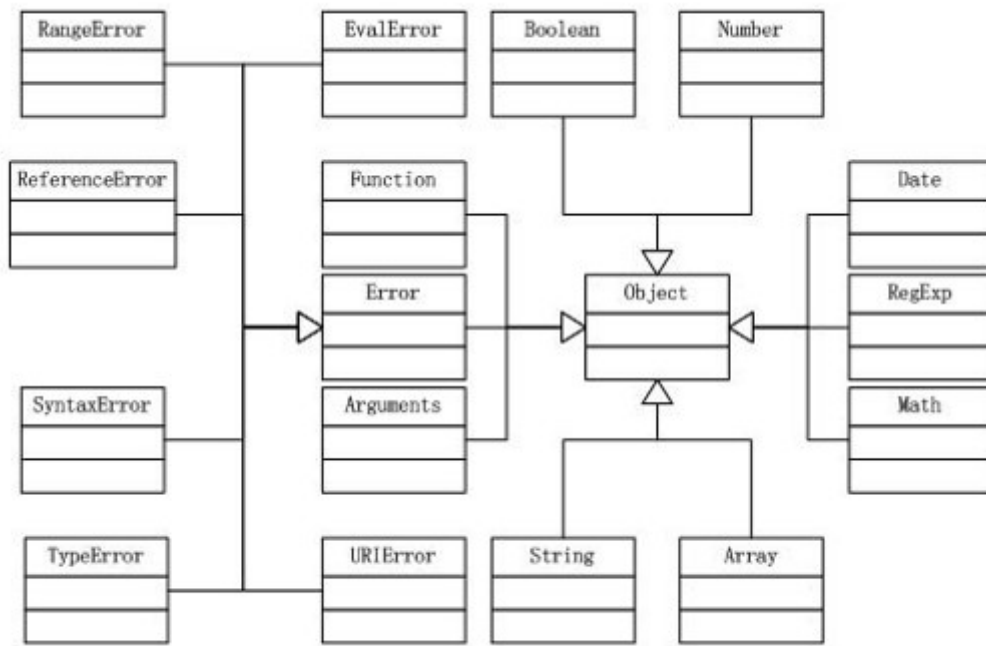 RangeError
EvalError
Boolean
Number
ReferenceError
Function
Date
Error
Object
RegExp
SyntaxError
Arguments
Math
TypeError
URIError
String
Array